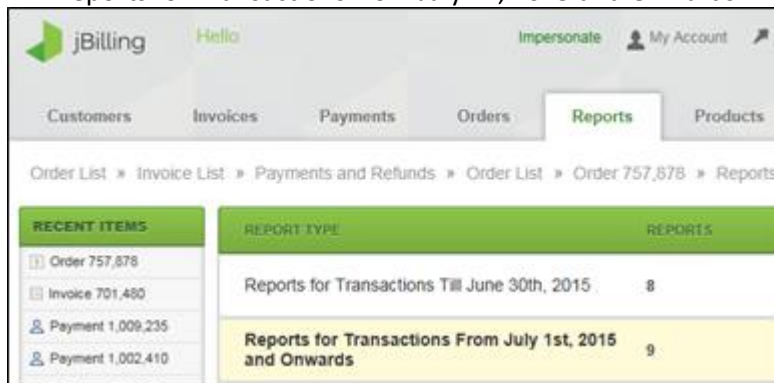 jBilling
Hello
Impersonate
My Account
Customers
Invoices
Payments
Orders
Reports
Products
Order List » Invoice List » Payments and Refunds » Order List » Order 757,878 » Reports
RECENT ITEMS
Order 757,878
Invoice 701,480
Payment 1,009,235
Payment 1,002,410
REPORT TYPE
REPORTS
Reports for Transactions Till June 30th, 2015
8
Reports for Transactions From July 1st, 2015
and Onwards
9